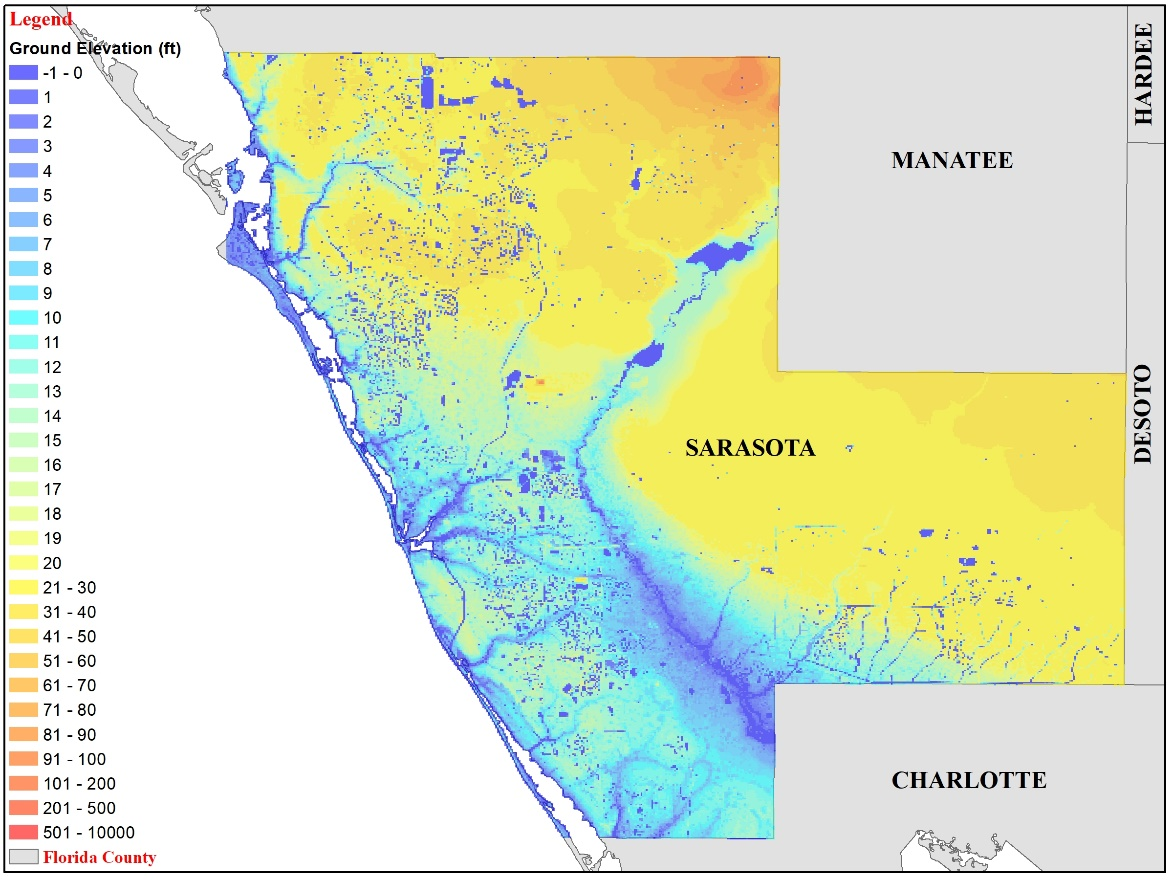 Legend
Ground Elevation (ft)
-1 - 0
1
2
3
4
5
6
7
8
9
10
11
12
13
14
15
16
17
18
19
20
21 - 30
31 - 40
41 - 50
51 - 60
61 - 70
71 - 80
81 - 90
91 - 100
101 - 200
201 - 500
501 - 10000
Florida County
HARDEE
MANATEE
DESOTO
SARASOTA
CHARLOTTE